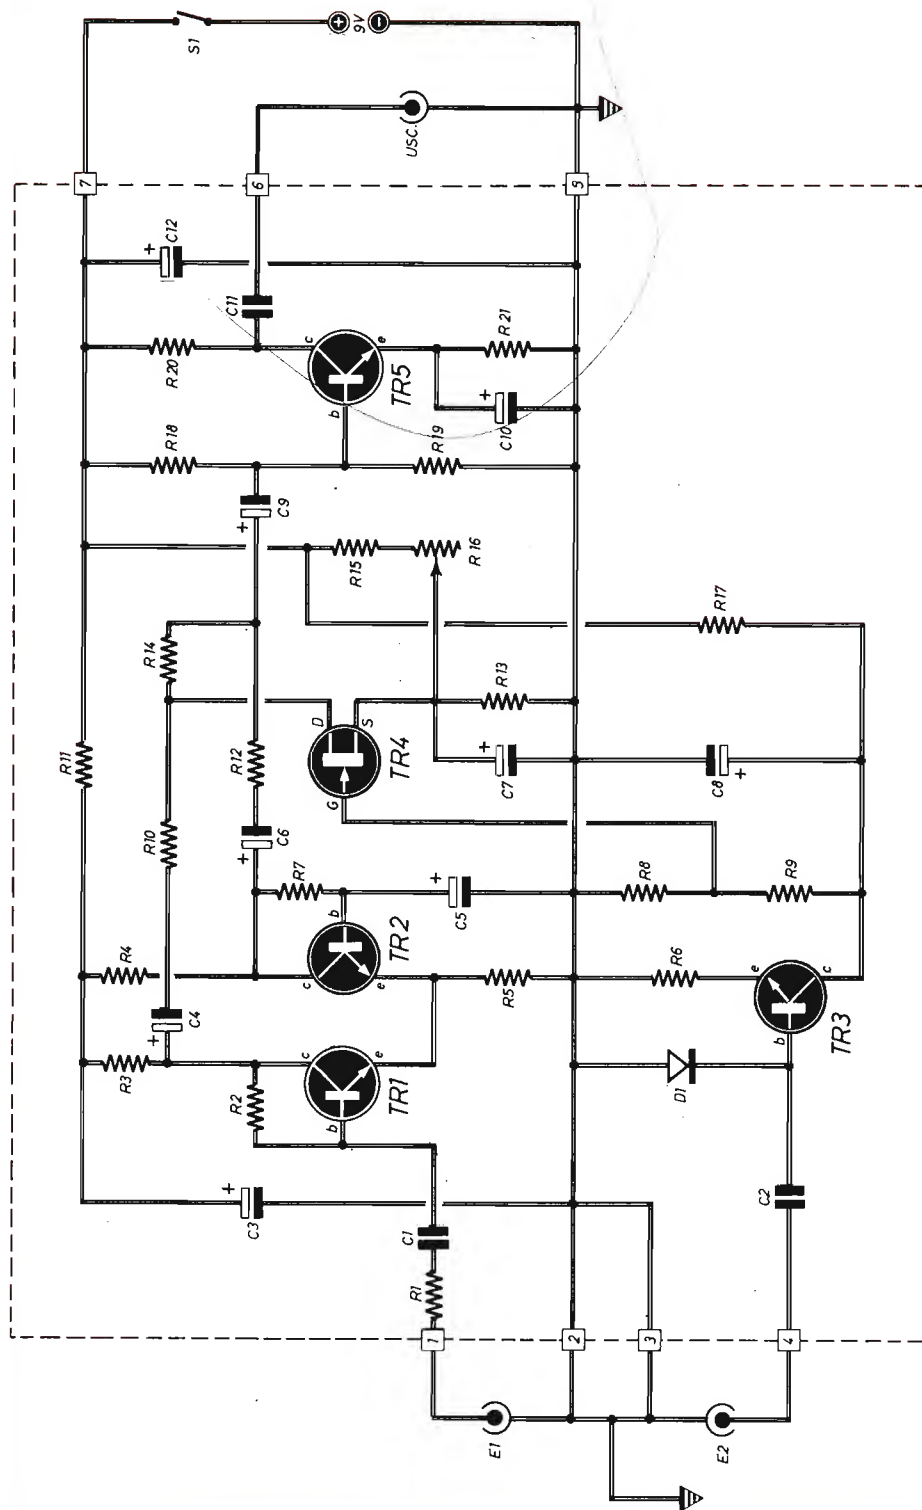 S1
+ 9V −
USC.
7
6
9
C12
+
C11
R20
c
e
TR5
b
R21
C10
+
R18
R19
C9
+
R15
R16
R17
R14
R11
R12
R13
D
S
G
TR4
C7
+
C8
+
R10
C6
+
R7
R8
R9
R4
b
TR2
c
e
C5
+
R5
R6
C4
+
R3
R2
c
e
TR1
b
e
c
TR3
b
D1
C3
+
C1
C2
R1
1
2
3
4
E1
E2